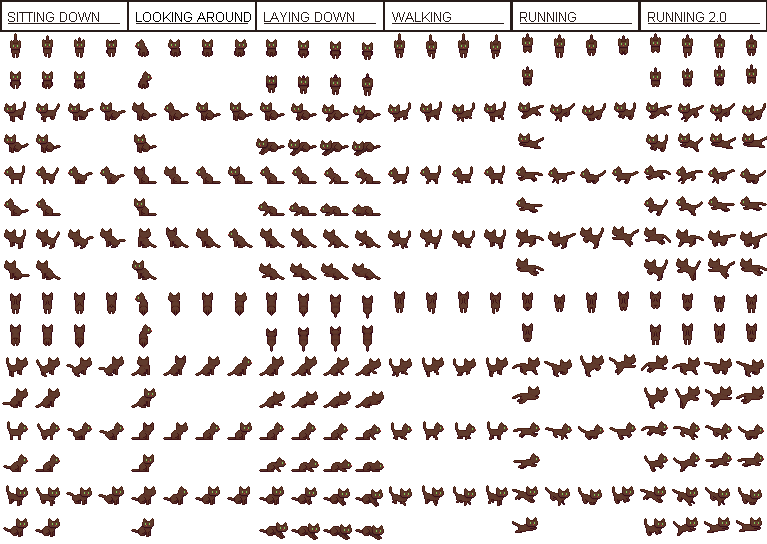 SITTING DOWN
LOOKING AROUND
LAYING DOWN
WALKING
RUNNING
RUNNING 2.0